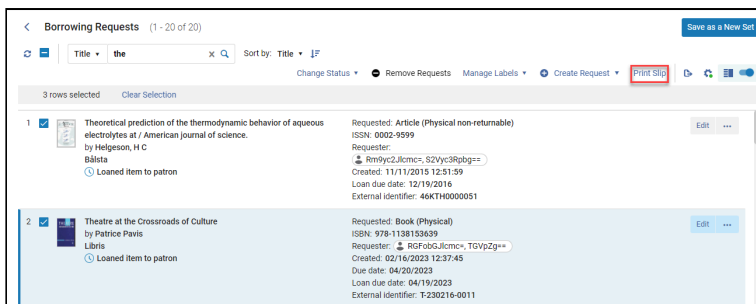 Borrowing Requests (1 - 20 of 20)
Save as a New Set
Title the Sort by: Title
Change Status Remove Requests Manage Labels Create Request Print Slip
3 rows selected Clear Selection
1 Theoretical prediction of the thermodynamic behavior of aqueous
electrolytes at / American journal of science.
by Helgeson, H C
Bålsta
Loaned item to patron
Requested: Article (Physical non-returnable)
ISSN: 0002-9599
Requester:
Rm9yc2Jlcmc=, S2Vyc3Rpbg==
Created: 11/11/2015 12:51:59
Loan due date: 12/19/2016
External identifier: 46KTH0000051
Edit
2 Theatre at the Crossroads of Culture
by Patrice Pavis
Libris
Loaned item to patron
Requested: Book (Physical)
ISBN: 978-1138153639
Requester: RGFobGJlcmc=, TGVpZg==
Created: 02/16/2023 12:37:45
Due date: 04/20/2023
Loan due date: 04/19/2023
External identifier: T-230216-0011
Edit